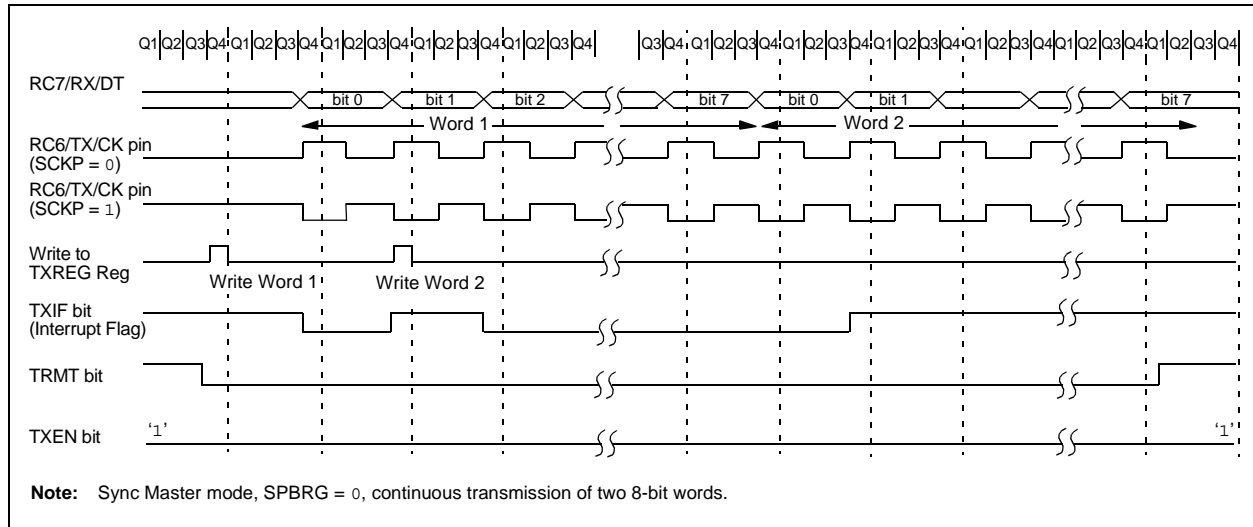 Q1 Q2 Q3 Q4 Q1 Q2 Q3 Q4 Q1 Q2 Q3 Q4 Q1 Q2 Q3 Q4 Q1 Q2 Q3 Q4 Q3 Q4 Q1 Q2 Q3 Q4 Q1 Q2 Q3 Q4 Q1 Q2 Q3 Q4 Q1 Q2 Q3 Q4 Q1 Q2 Q3 Q4 Q1 Q2 Q3 Q4
RC7/RX/DT
bit 0 bit 1 bit 2 bit 7 bit 0 bit 1 bit 7
Word 1 Word 2
RC6/TX/CK pin
(SCKP = 0)
RC6/TX/CK pin
(SCKP = 1)
Write to
TXREG Reg
Write Word 1 Write Word 2
TXIF bit
(Interrupt Flag)
TRMT bit
TXEN bit
‘1’ ‘1’
Note: Sync Master mode, SPBRG = 0, continuous transmission of two 8-bit words.